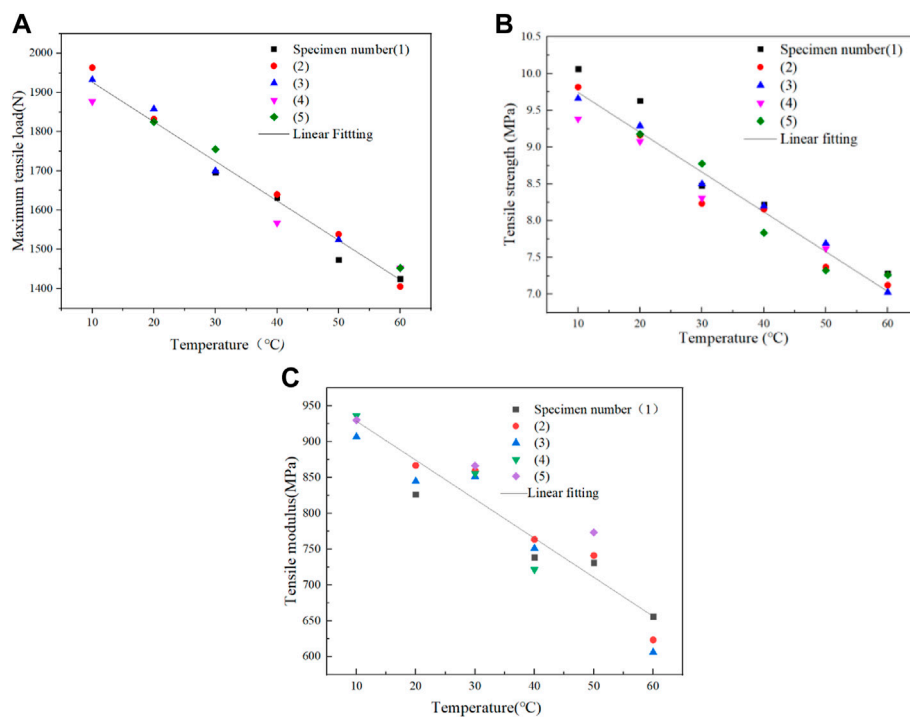 A
2000
1900
1800
1700
1600
1500
1400
Maximum tensile load(N)
Specimen number(1)
(2)
(3)
(4)
(5)
Linear Fittting
10 20 30 40 50 60
Temperature（°C)
B
10.5
10.0
9.5
9.0
8.5
8.0
7.5
7.0
Tensile strength (MPa)
Specimen number(1)
(2)
(3)
(4)
(5)
Linear fitting
10 20 30 40 50 60
Temperature (°C)
C
950
900
850
800
750
700
650
600
Tensile modulus(MPa)
Specimen number（1）
(2)
(3)
(4)
(5)
Linear fitting
10 20 30 40 50 60
Temperature(°C)